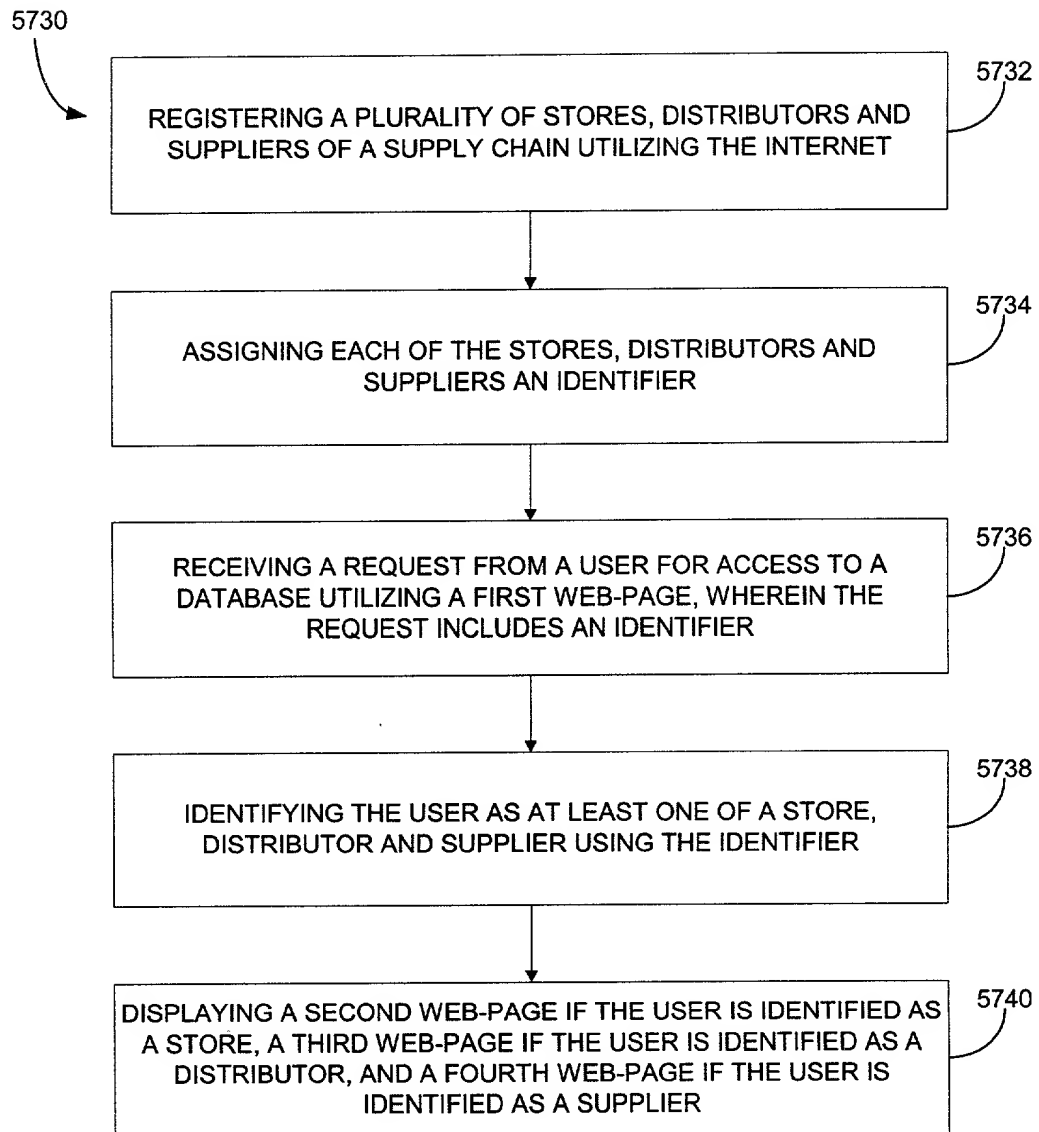 5730
5732
REGISTERING A PLURALITY OF STORES, DISTRIBUTORS AND
SUPPLIERS OF A SUPPLY CHAIN UTILIZING THE INTERNET
5734
ASSIGNING EACH OF THE STORES, DISTRIBUTORS AND
SUPPLIERS AN IDENTIFIER
5736
RECEIVING A REQUEST FROM A USER FOR ACCESS TO A
DATABASE UTILIZING A FIRST WEB-PAGE, WHEREIN THE
REQUEST INCLUDES AN IDENTIFIER
5738
IDENTIFYING THE USER AS AT LEAST ONE OF A STORE,
DISTRIBUTOR AND SUPPLIER USING THE IDENTIFIER
5740
DISPLAYING A SECOND WEB-PAGE IF THE USER IS IDENTIFIED AS
A STORE, A THIRD WEB-PAGE IF THE USER IS IDENTIFIED AS A
DISTRIBUTOR, AND A FOURTH WEB-PAGE IF THE USER IS
IDENTIFIED AS A SUPPLIER